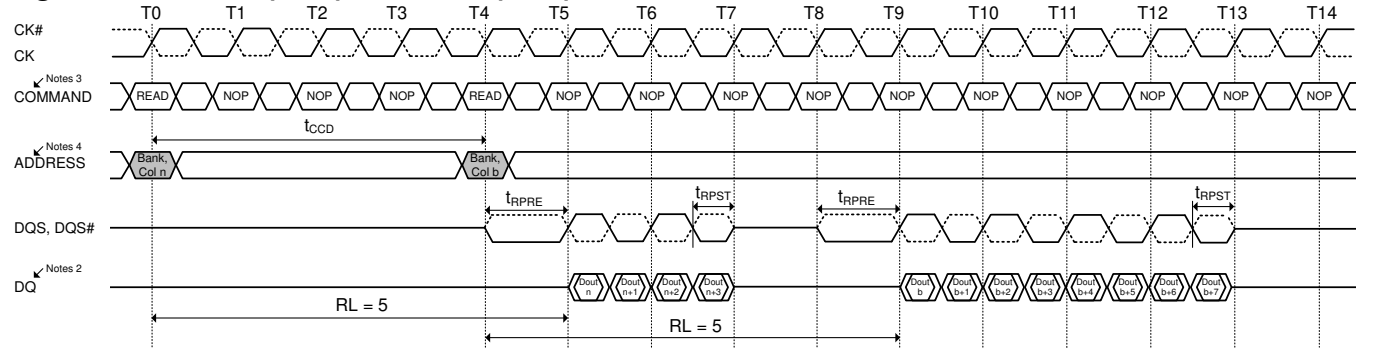 T0 T1 T2 T3 T4 T5 T6 T7 T8 T9 T10 T11 T12 T13 T14
CK#
CK
Notes 3
COMMAND READ NOP NOP NOP READ NOP NOP NOP NOP NOP NOP NOP NOP NOP NOP
tCCD
Notes 4
ADDRESS
Bank, Bank,
Col n Col b
tRPRE tRPST tRPRE tRPST
DQS, DQS#
Notes 2
DQ
Dout Dout Dout Dout Dout Dout Dout Dout Dout Dout Dout Dout
n n+1 n+2 n+3 b b+1 b+2 b+3 b+4 b+5 b+6 b+7
RL = 5
RL = 5